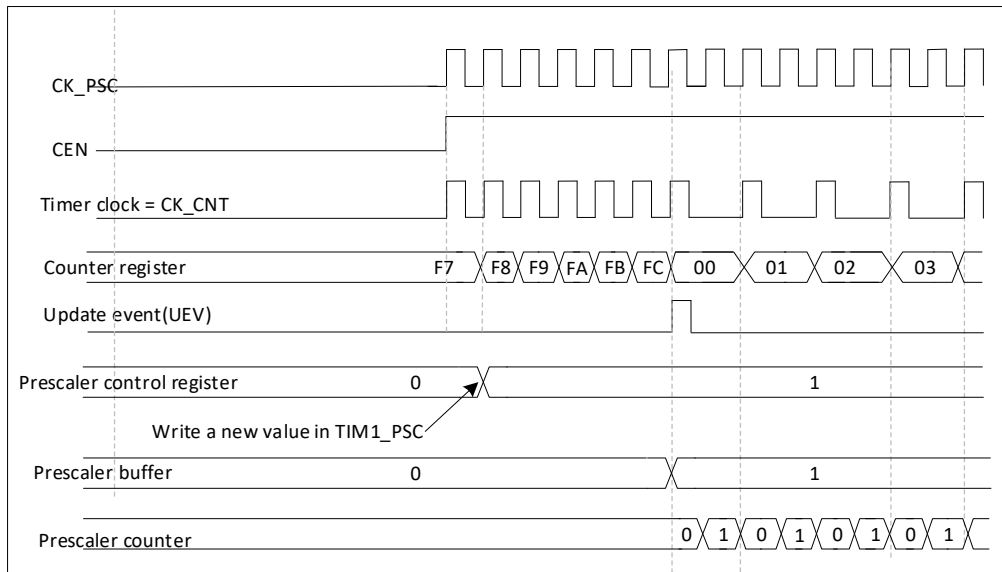 CK_PSC
CEN
Timer clock = CK_CNT
Counter register F7 F8 F9 FA FB FC 00 01 02 03
Update event(UEV)
Prescaler control register 0 1
Write a new value in TIM1_PSC
Prescaler buffer 0 1
Prescaler counter 0 1 0 1 0 1 0 1